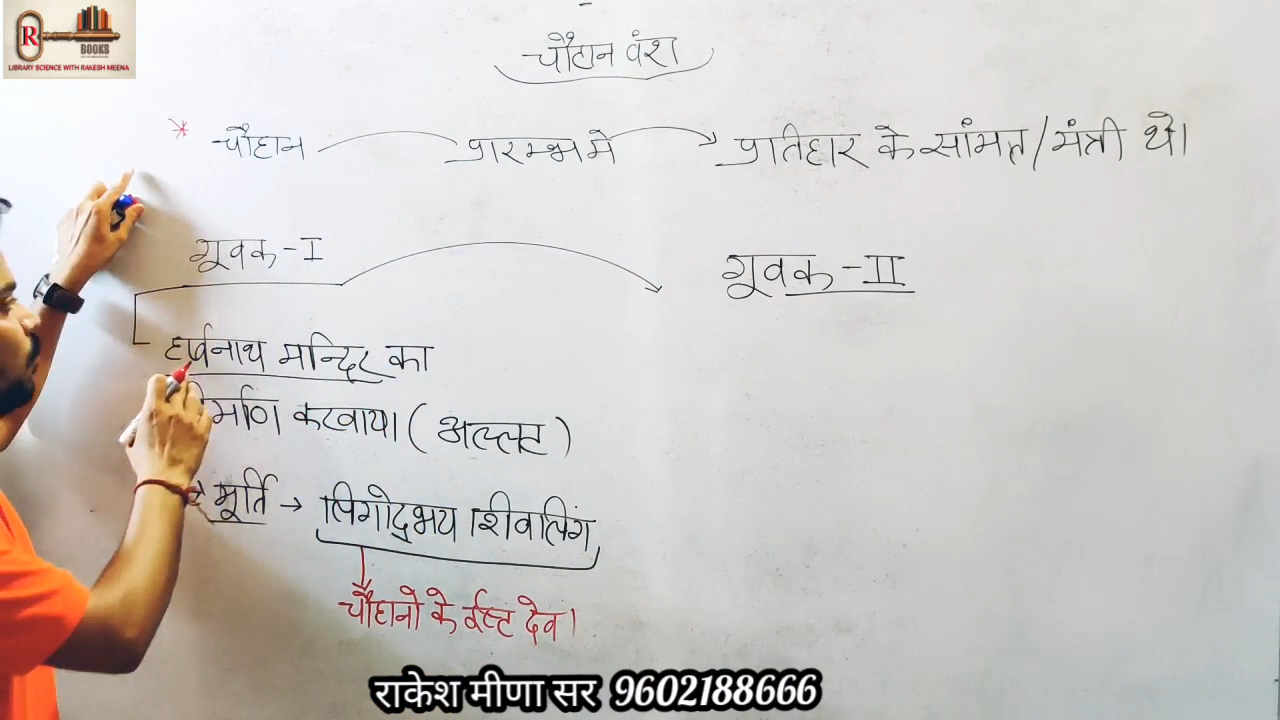 R
BOOKS
LIBRARY SCIENCE WITH RAKESH MEENA
चौहान वंश
* चौहान प्रारम्भ मे प्रतिहार के सांमत / मंत्री थे।
गूवक - I
गूवक - II
हर्षनाथ मन्दिर का
र्माण करवाया। ( अल्लट )
मूर्ति → लिगोद्भय शिवलिंग
चौहानो के ईष्ट देव।
राकेश मीणा सर 9602188666